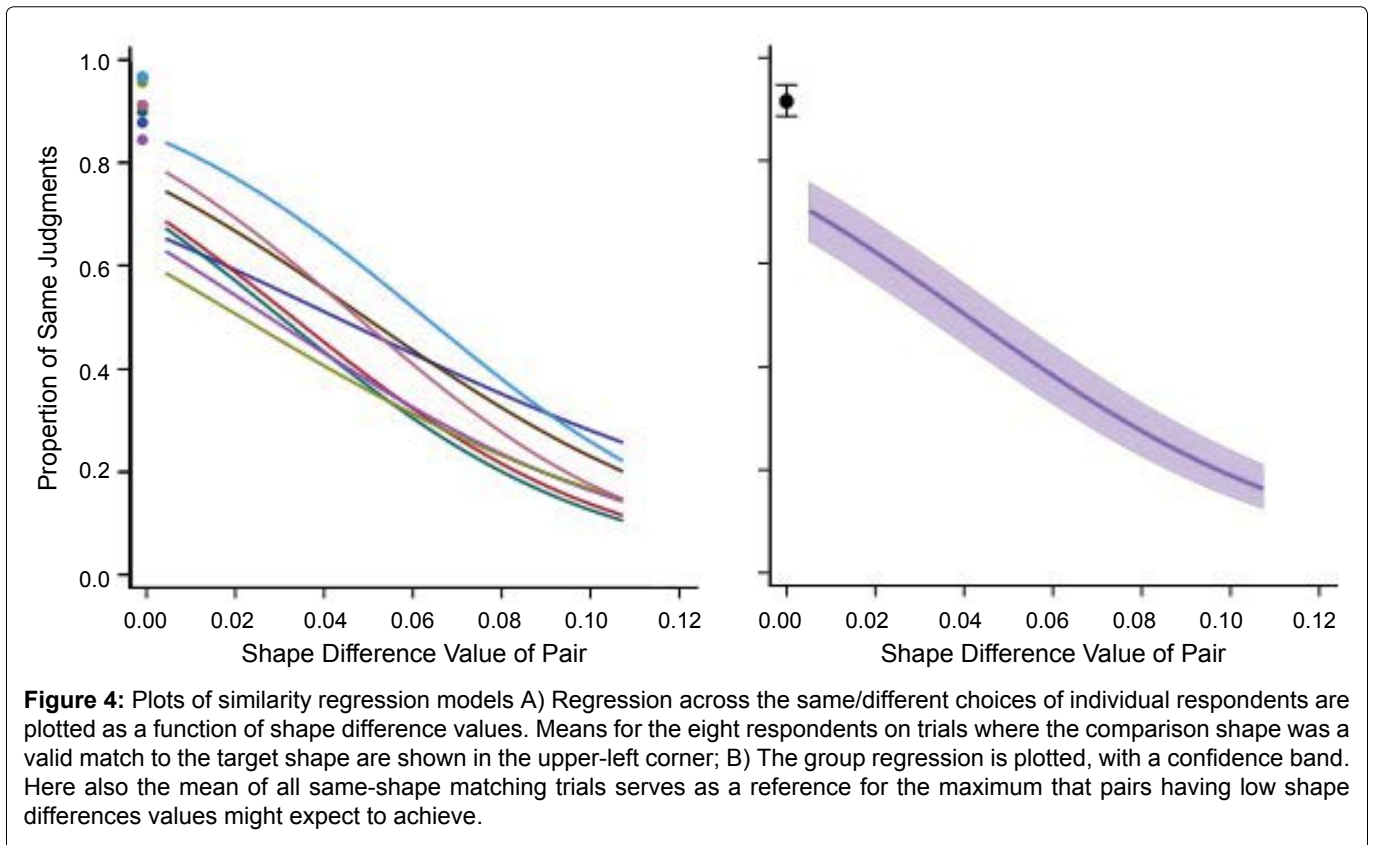 1.0
0.8
0.6
0.4
0.2
0.0
Proportion of Same Judgments
0.00 0.02 0.04 0.06 0.08 0.10 0.12
Shape Difference Value of Pair
0.00 0.02 0.04 0.06 0.08 0.10 0.12
Shape Difference Value of Pair
Figure 4: Plots of similarity regression models A) Regression across the same/different choices of individual respondents are
plotted as a function of shape difference values. Means for the eight respondents on trials where the comparison shape was a
valid match to the target shape are shown in the upper-left corner; B) The group regression is plotted, with a confidence band.
Here also the mean of all same-shape matching trials serves as a reference for the maximum that pairs having low shape
differences values might expect to achieve.